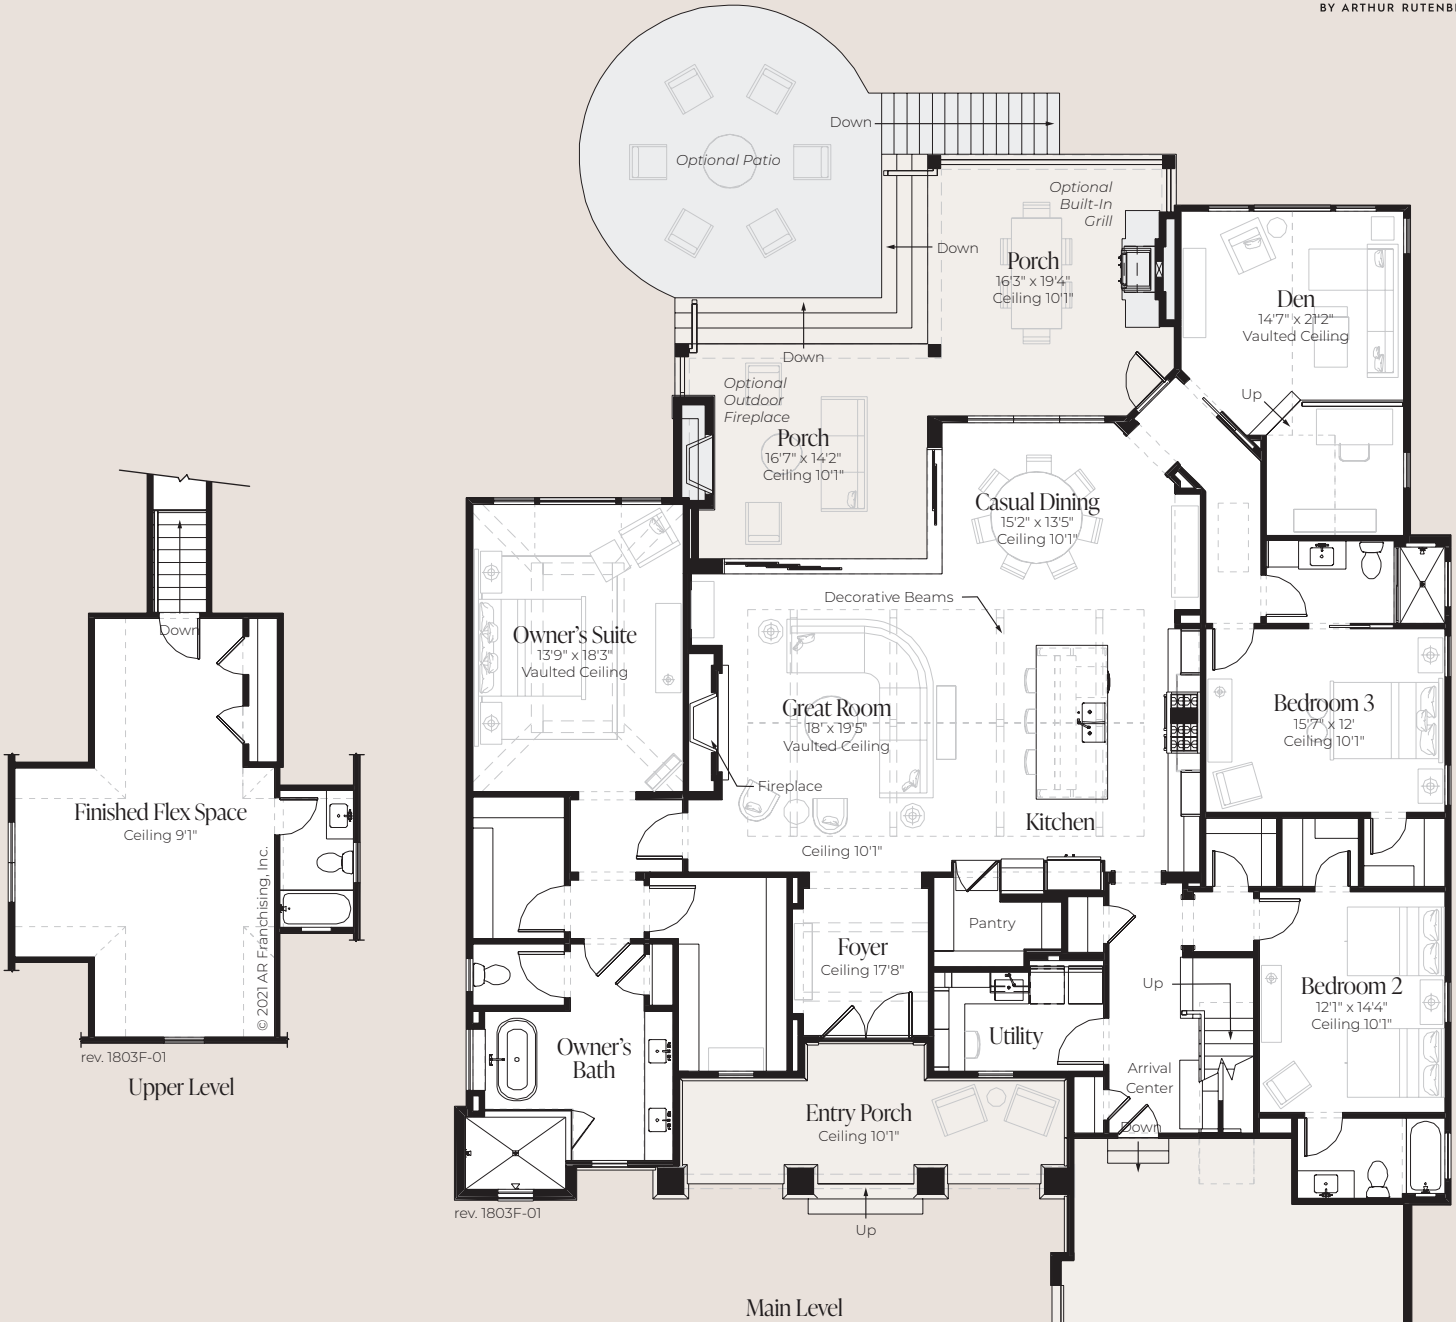 BY ARTHUR RUTENB
Down
Optional Patio
Optional
Built-In
Grill
Down
Porch
16'3" x 19'4"
Ceiling 10'1"
Den
14'7" x 21'2"
Vaulted Ceiling
Down
Optional
Outdoor
Fireplace
Up
Porch
16'7" x 14'2"
Ceiling 10'1"
Casual Dining
15'2" x 13'5"
Ceiling 10'1"
Decorative Beams
Owner's Suite
13'9" x 18'3"
Vaulted Ceiling
Great Room
18' x 19'5"
Vaulted Ceiling
Fireplace
Kitchen
Ceiling 10'1"
Bedroom 3
15'7" x 12'
Ceiling 10'1"
Down
Finished Flex Space
Ceiling 9'1"
© 2021 AR Franchising, Inc.
rev. 1803F-01
Upper Level
Pantry
Foyer
Ceiling 17'8"
Up
Bedroom 2
12'1" x 14'4"
Ceiling 10'1"
Utility
Owner's
Bath
Arrival
Center
Entry Porch
Ceiling 10'1"
Down
rev. 1803F-01
Up
Main Level